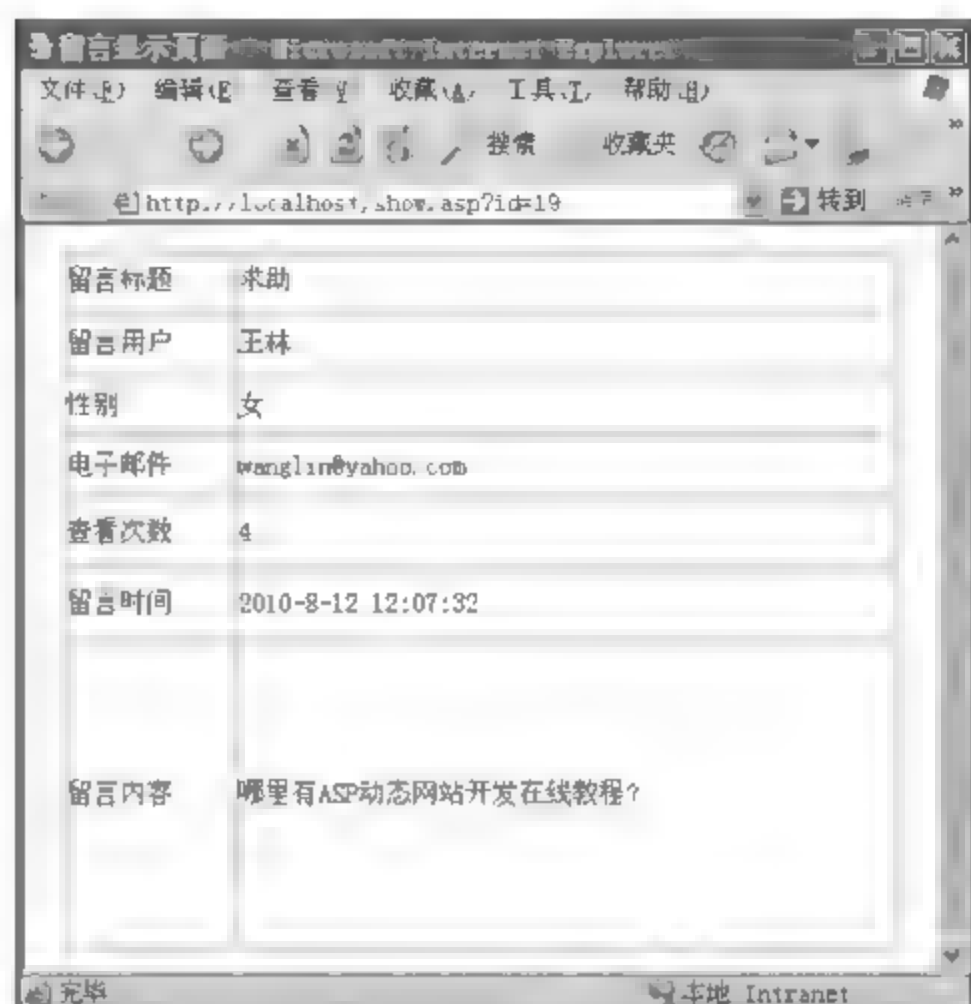 留言显示页面 - Microsoft Internet Explorer
文件(F) 编辑(E 查看 V 收藏(A) 工具(T) 帮助(H)
搜索 收藏夹
http://localhost/show.asp?id=19 转到
留言标题 求助
留言用户 王林
性别 女
电子邮件 wanglin@yahoo.com
查看次数 4
留言时间 2010-8-12 12:07:32
留言内容 哪里有ASP动态网站开发在线教程?
完毕 本地 Intranet